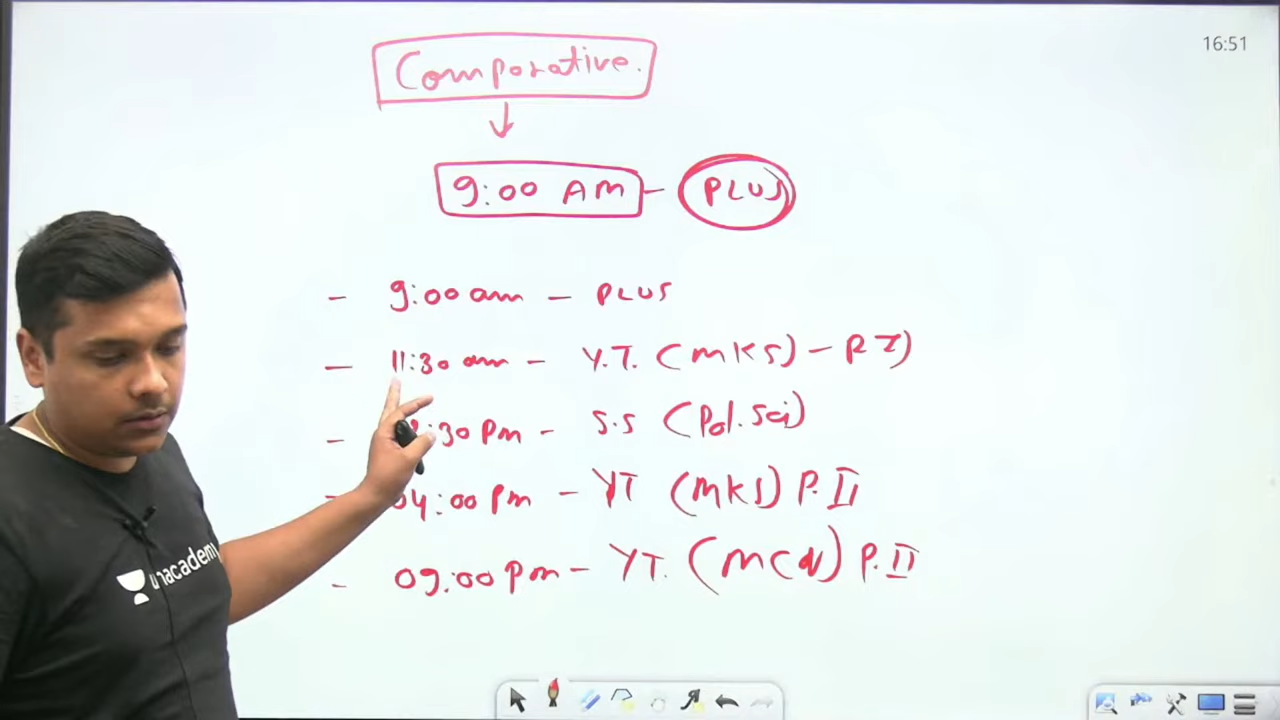 16:51
Comparative.
9:00 AM - PLUS
- 9:00 am - PLUS
- 11:30 am - Y.T. (MKS) -
- :30 Pm - S.S (Pol. Sci)
- 04:00 Pm - YT (MKS) P.II
- 09:00 pm - YT. P.II
unacademy